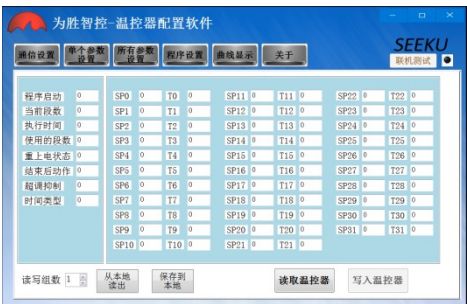 为胜智控-温控器配置软件
SEEKU
通信设置 单个参数设置 所有参数设置 程序设置 曲线显示 关于 联机测试
程序启动 0 SP0 0 T0 0 SP11 0 T11 0 SP22 0 T22 0
当前段数 0 SP1 0 T1 0 SP12 0 T12 0 SP23 0 T23 0
执行时间 0 SP2 0 T2 0 SP13 0 T13 0 SP24 0 T24 0
使用的段数 0 SP3 0 T3 0 SP14 0 T14 0 SP25 0 T25 0
重上电状态 0 SP4 0 T4 0 SP15 0 T15 0 SP26 0 T26 0
结束后动作 0 SP5 0 T5 0 SP16 0 T16 0 SP27 0 T27 0
超调抑制 0 SP6 0 T6 0 SP17 0 T17 0 SP28 0 T28 0
时间类型 0 SP7 0 T7 0 SP18 0 T18 0 SP29 0 T29 0
SP8 0 T8 0 SP19 0 T19 0 SP30 0 T30 0
SP9 0 T9 0 SP20 0 T20 0 SP31 0 T31 0
SP10 0 T10 0 SP21 0 T21 0
读写组数 1 从本地读出 保存到本地 读取温控器 写入温控器